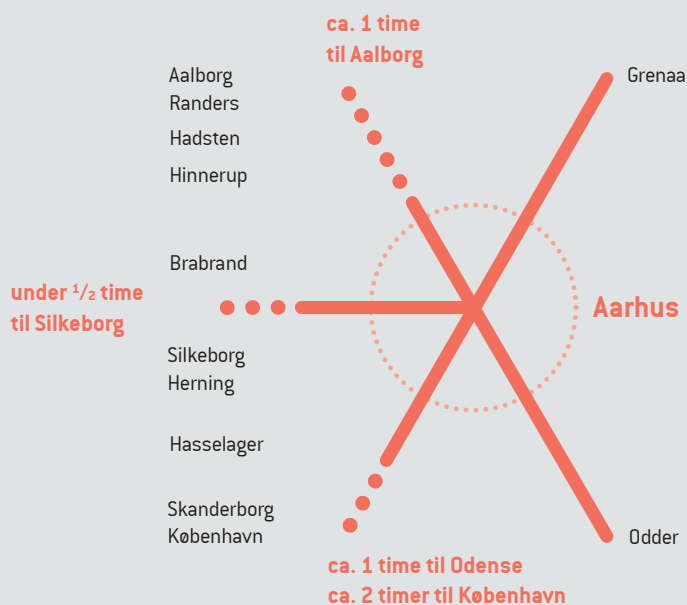 ca. 1 time
til Aalborg
Aalborg
Randers
Grenaa
Hadsten
Hinnerup
Brabrand
under ½ time
til Silkeborg
Aarhus
Silkeborg
Herning
Hasselager
Skanderborg
København
Odder
ca. 1 time til Odense
ca. 2 timer til København